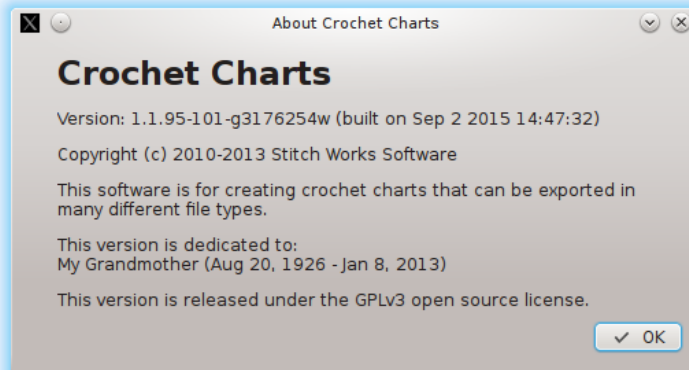 About Crochet Charts
Crochet Charts
Version: 1.1.95-101-g3176254w (built on Sep 2 2015 14:47:32)
Copyright (c) 2010-2013 Stitch Works Software
This software is for creating crochet charts that can be exported in
many different file types.
This version is dedicated to:
My Grandmother (Aug 20, 1926 - Jan 8, 2013)
This version is released under the GPLv3 open source license.
OK